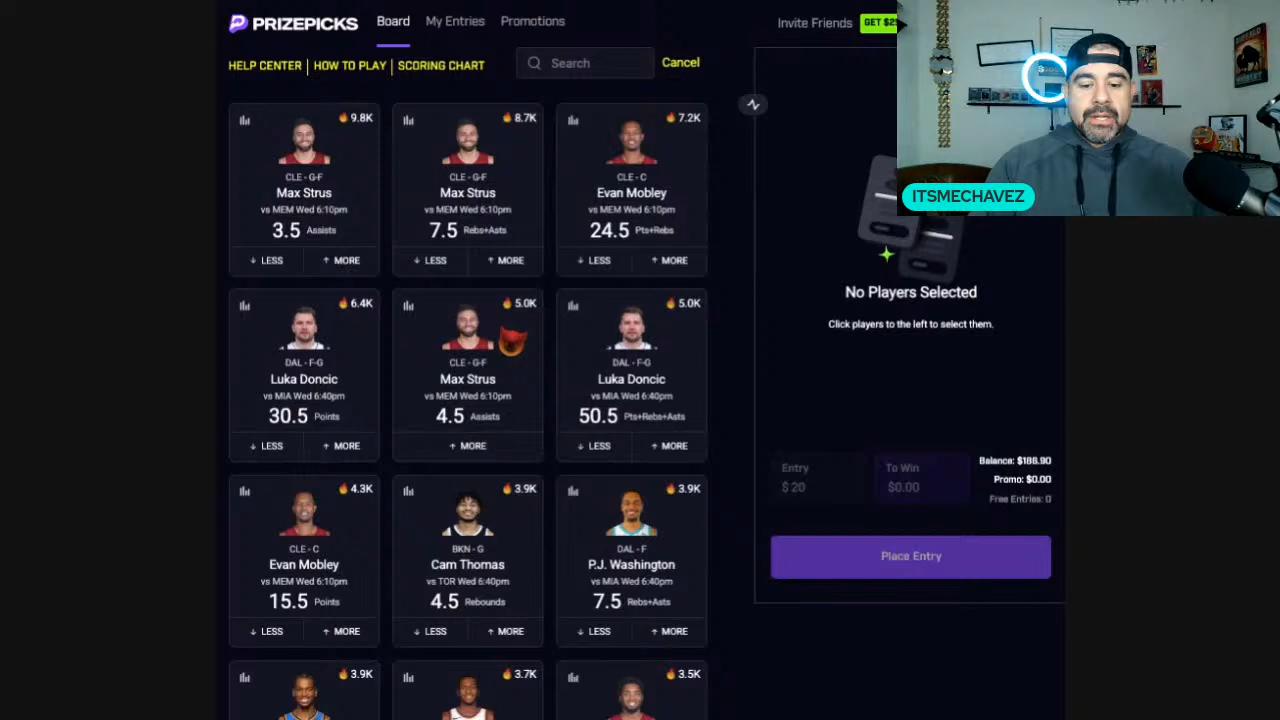 PRIZEPICKS
Board
My Entries
Promotions
Invite Friends
GET $25
HELP CENTER | HOW TO PLAY | SCORING CHART
Search
Cancel
9.8K
CLE - G-F
Max Strus
vs MEM Wed 6:10pm
3.5 Assists
LESS
MORE
8.7K
CLE - G-F
Max Strus
vs MEM Wed 6:10pm
7.5 Rebs+Asts
LESS
MORE
7.2K
CLE - C
Evan Mobley
vs MEM Wed 6:10pm
24.5 Pts+Rebs
LESS
MORE
6.4K
DAL - F-G
Luka Doncic
vs MIA Wed 6:40pm
30.5 Points
LESS
MORE
5.0K
CLE - G-F
Max Strus
vs MEM Wed 6:10pm
4.5 Assists
MORE
5.0K
DAL - F-G
Luka Doncic
vs MIA Wed 6:40pm
50.5 Pts+Rebs+Asts
LESS
MORE
4.3K
CLE - C
Evan Mobley
vs MEM Wed 6:10pm
15.5 Points
LESS
MORE
3.9K
BKN - G
Cam Thomas
vs TOR Wed 6:40pm
4.5 Rebounds
LESS
MORE
3.9K
DAL - F
P.J. Washington
vs MIA Wed 6:40pm
7.5 Rebs+Asts
LESS
MORE
3.9K
3.7K
3.5K
ITSMECHAVEZ
No Players Selected
Click players to the left to select them.
Entry
$ 20
To Win
$0.00
Balance: $186.90
Promo: $0.00
Free Entries: 0
Place Entry